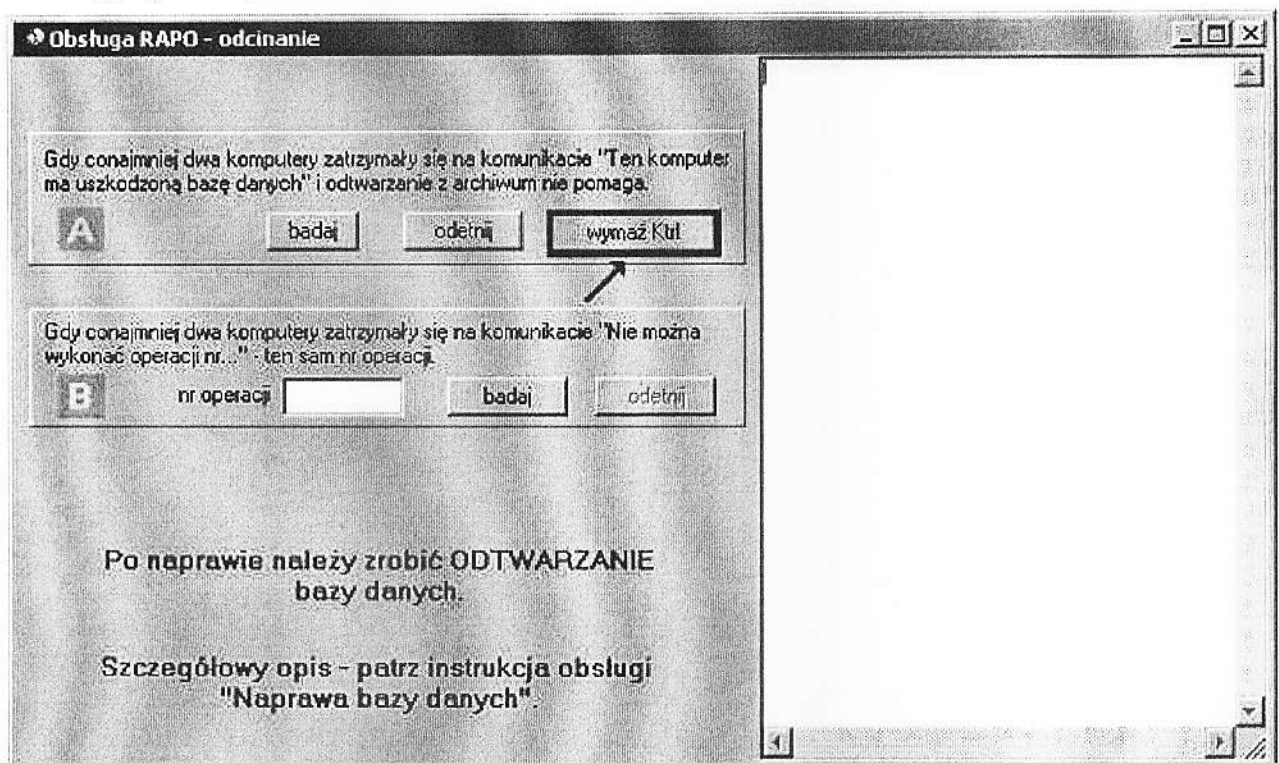 Obsługa RAPO - odcinanie
Gdy conajmniej dwa komputery zatrzymały się na komunikacie "Ten komputer
ma uszkodzoną bazę danych" i odtwarzanie z archiwum nie pomaga.
A
badaj
odetnij
wymaż Ktrl
Gdy conajmniej dwa komputery zatrzymały się na komunikacie "Nie można
wykonać operacji nr..." - ten sam nr operacji.
B
nr operacji
badaj
odetnij
Po naprawie należy zrobić ODTWARZANIE
bazy danych.
Szczegółowy opis - patrz instrukcja obsługi
"Naprawa bazy danych".